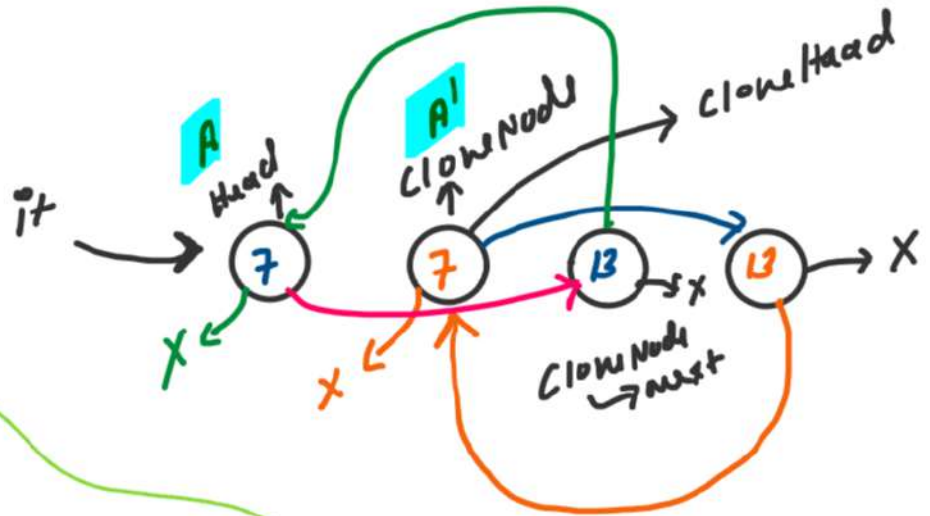 CloneHead
A
A'
Head
CloneNode
it
7
7
13
13
X
X
X
X
CloneNode
next